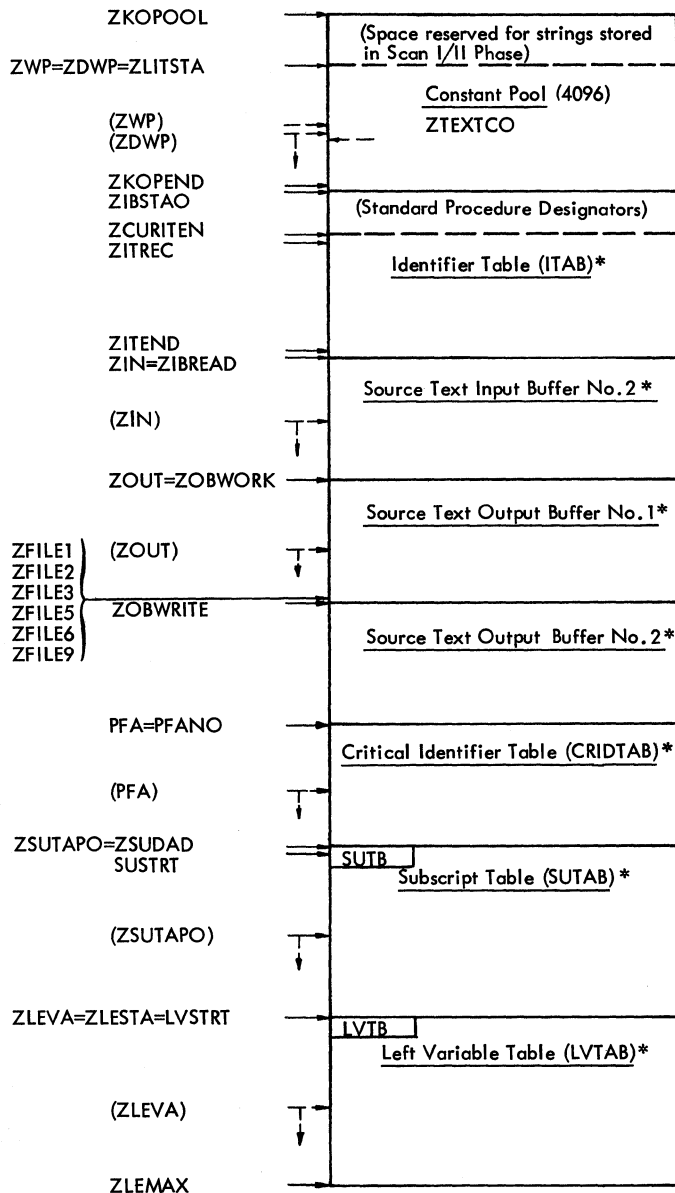 ZKOPOOL
(Space reserved for strings stored
in Scan I/II Phase)
ZWP=ZDWP=ZLITSTA
Constant Pool (4096)
(ZWP)
ZTEXTCO
(ZDWP)
ZKOPEND
ZIBSTAO
(Standard Procedure Designators)
ZCURITEN
ZITREC
Identifier Table (ITAB)*
ZITEND
ZIN=ZIBREAD
Source Text Input Buffer No.2*
(ZIN)
ZOUT=ZOBWORK
Source Text Output Buffer No.1*
ZFILE1
(ZOUT)
ZFILE2
ZFILE3
ZFILE5
ZOBWRITE
ZFILE6
ZFILE9
Source Text Output Buffer No.2*
PFA=PFANO
Critical Identifier Table (CRIDTAB)*
(PFA)
ZSUTAPO=ZSUDAD
SUSTRT
SUTB
Subscript Table (SUTAB)*
(ZSUTAPO)
ZLEVA=ZLESTA=LVSTRT
LVTB
Left Variable Table (LVTAB)*
(ZLEVA)
ZLEMAX